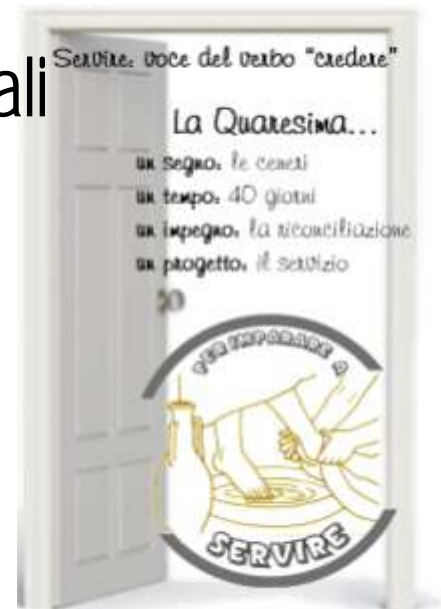 ali
Servire: voce del verbo "credere"
La Quaresima...
un segno: le ceneri
un tempo: 40 giorni
un impegno: la riconciliazione
un progetto: il servizio
PER IMPARARE A
SERVIRE